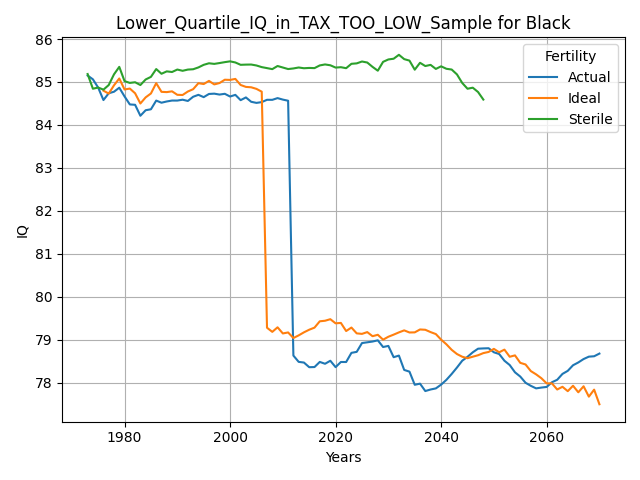 Lower_Quartile_IQ_in_TAX_TOO_LOW_Sample for Black
86
85
84
83
82
81
80
79
78
IQ
Fertility
Actual
Ideal
Sterile
1980
2000
2020
2040
2060
Years